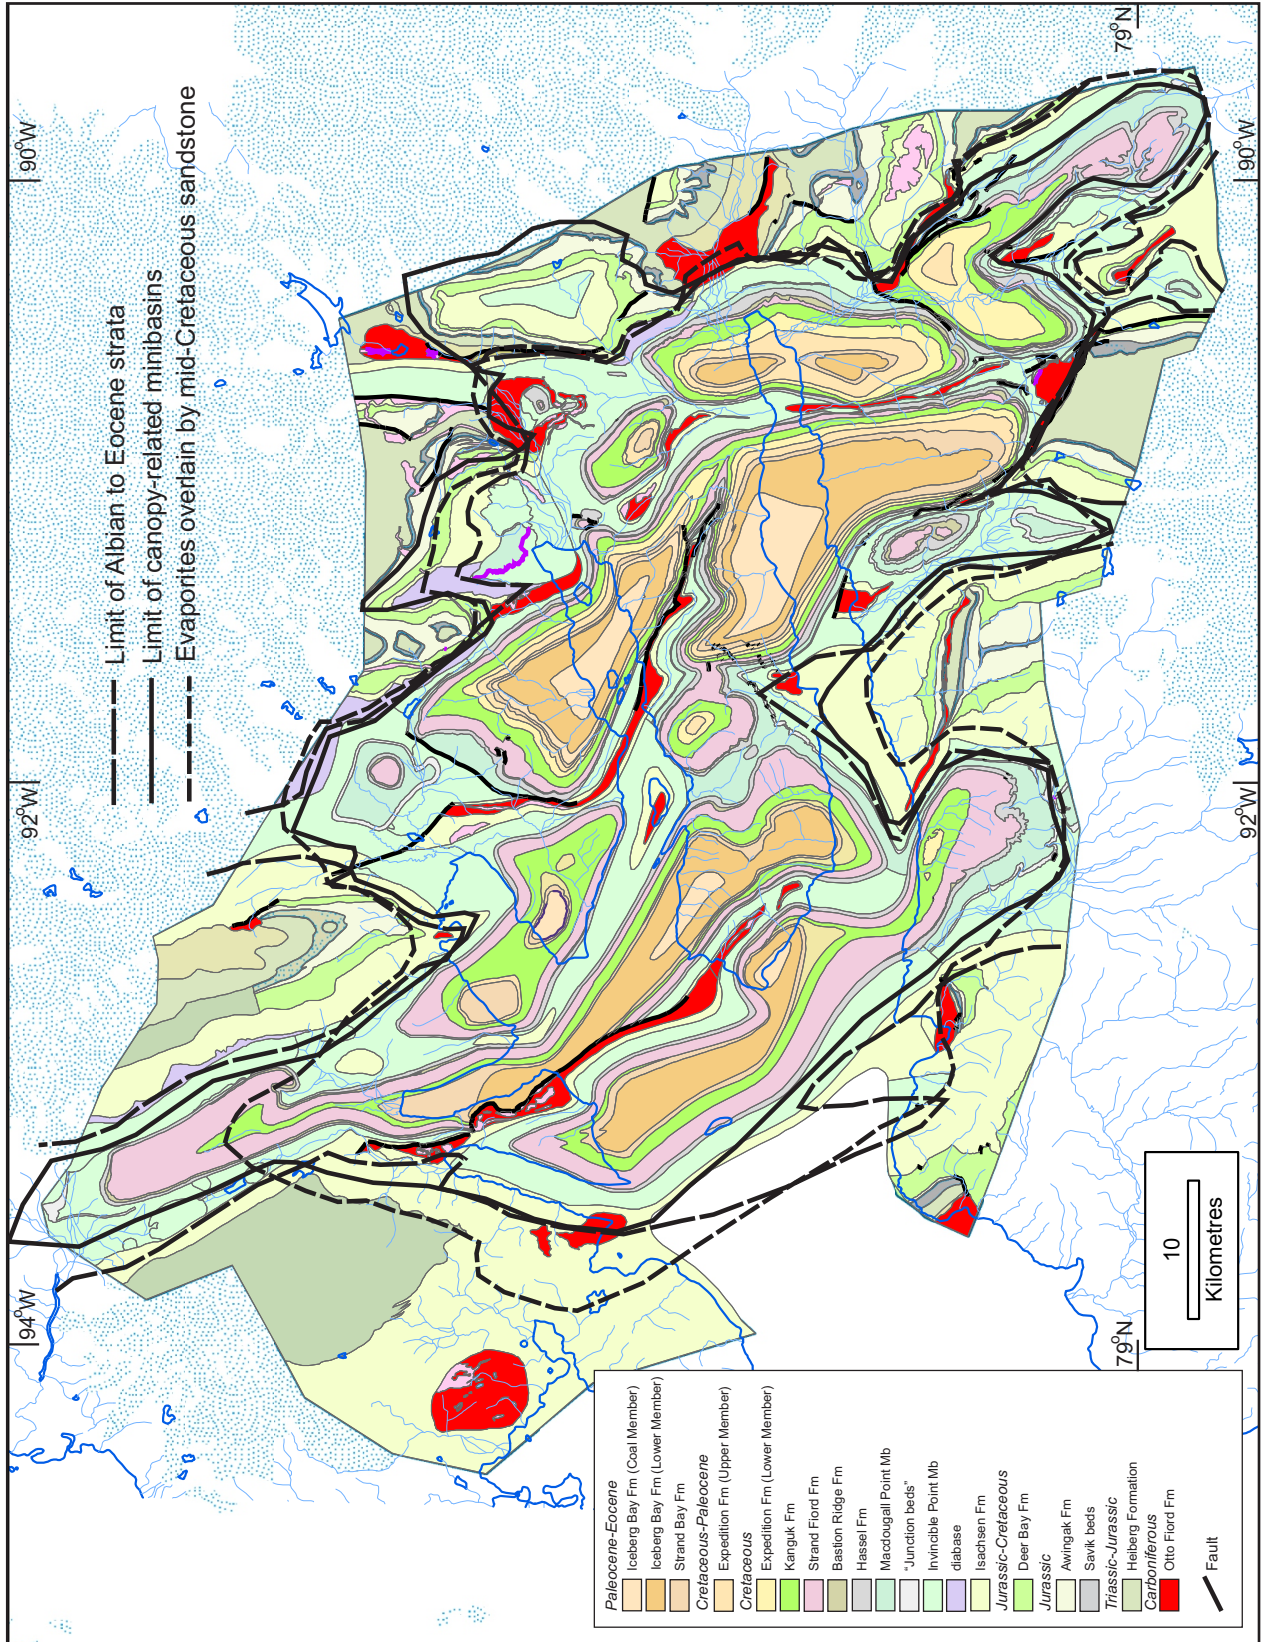 90°W
79°N
Limit of Albian to Eocene strata
Limit of canopy-related minibasins
Evaporites overlain by mid-Cretaceous sandstone
92°W
90°W
94°W
92°W
79°N
10
Kilometres
Paleocene-Eocene
Iceberg Bay Fm (Coal Member)
Iceberg Bay Fm (Lower Member)
Strand Bay Fm
Cretaceous-Paleocene
Expedition Fm (Upper Member)
Cretaceous
Expedition Fm (Lower Member)
Kanguk Fm
Strand Fiord Fm
Bastion Ridge Fm
Hassel Fm
Macdougall Point Mb
"Junction beds"
Invincible Point Mb
diabase
Isachsen Fm
Jurassic-Cretaceous
Deer Bay Fm
Jurassic
Awingak Fm
Savik beds
Triassic-Jurassic
Heiberg Formation
Carboniferous
Otto Fiord Fm
Fault